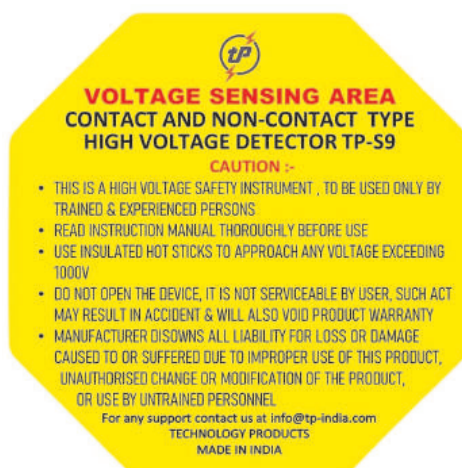 tP
VOLTAGE SENSING AREA
CONTACT AND NON-CONTACT TYPE
HIGH VOLTAGE DETECTOR TP-S9
CAUTION :-
• THIS IS A HIGH VOLTAGE SAFETY INSTRUMENT , TO BE USED ONLY BY
TRAINED & EXPERIENCED PERSONS
• READ INSTRUCTION MANUAL THOROUGHLY BEFORE USE
• USE INSULATED HOT STICKS TO APPROACH ANY VOLTAGE EXCEEDING
1000V
• DO NOT OPEN THE DEVICE, IT IS NOT SERVICEABLE BY USER, SUCH ACT
MAY RESULT IN ACCIDENT & WILL ALSO VOID PRODUCT WARRANTY
• MANUFACTURER DISOWNS ALL LIABILITY FOR LOSS OR DAMAGE
CAUSED TO OR SUFFERED DUE TO IMPROPER USE OF THIS PRODUCT,
UNAUTHORISED CHANGE OR MODIFICATION OF THE PRODUCT,
OR USE BY UNTRAINED PERSONNEL
For any support contact us at info@tp-india.com
TECHNOLOGY PRODUCTS
MADE IN INDIA